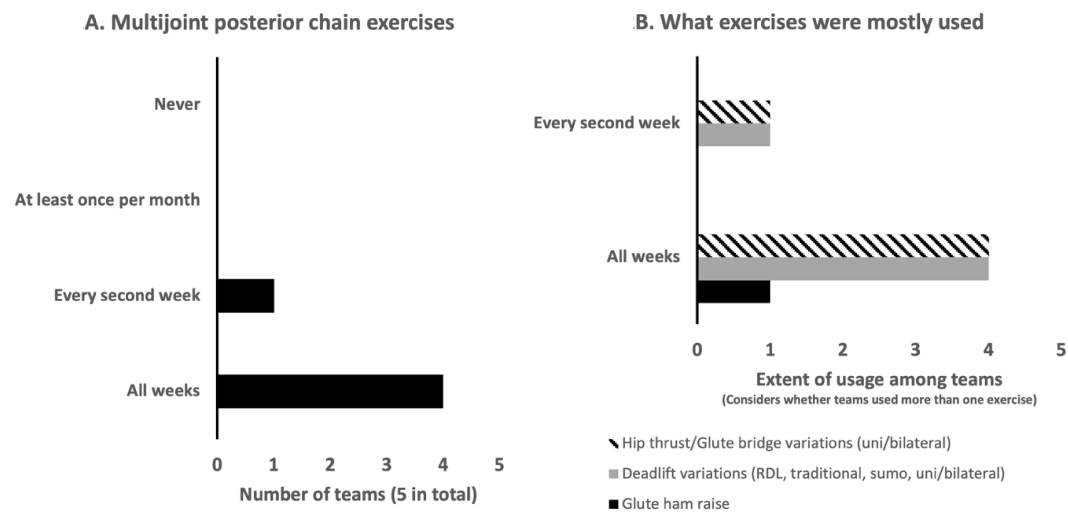 A. Multijoint posterior chain exercises
Never
At least once per month
Every second week
All weeks
0 1 2 3 4 5
Number of teams (5 in total)
B. What exercises were mostly used
Every second week
All weeks
0 1 2 3 4 5
Extent of usage among teams
(Considers whether teams used more than one exercise)
Hip thrust/Glute bridge variations (uni/bilateral)
Deadlift variations (RDL, traditional, sumo, uni/bilateral)
Glute ham raise